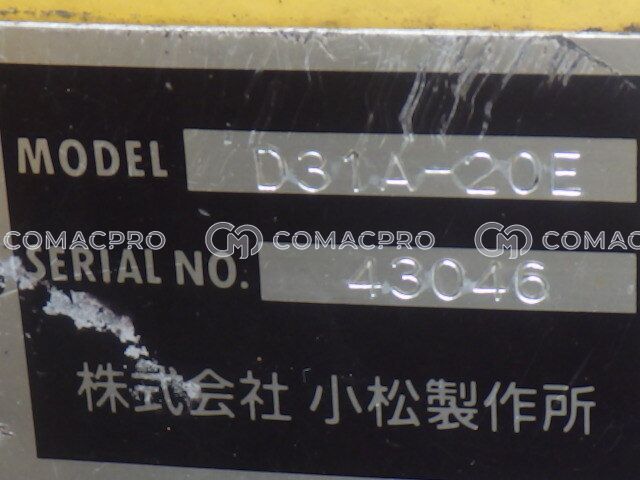 MODEL D31A-20E
COMACPRO COMACPRO COMACPRO
SERIAL NO. 43046
株式会社 小松製作所